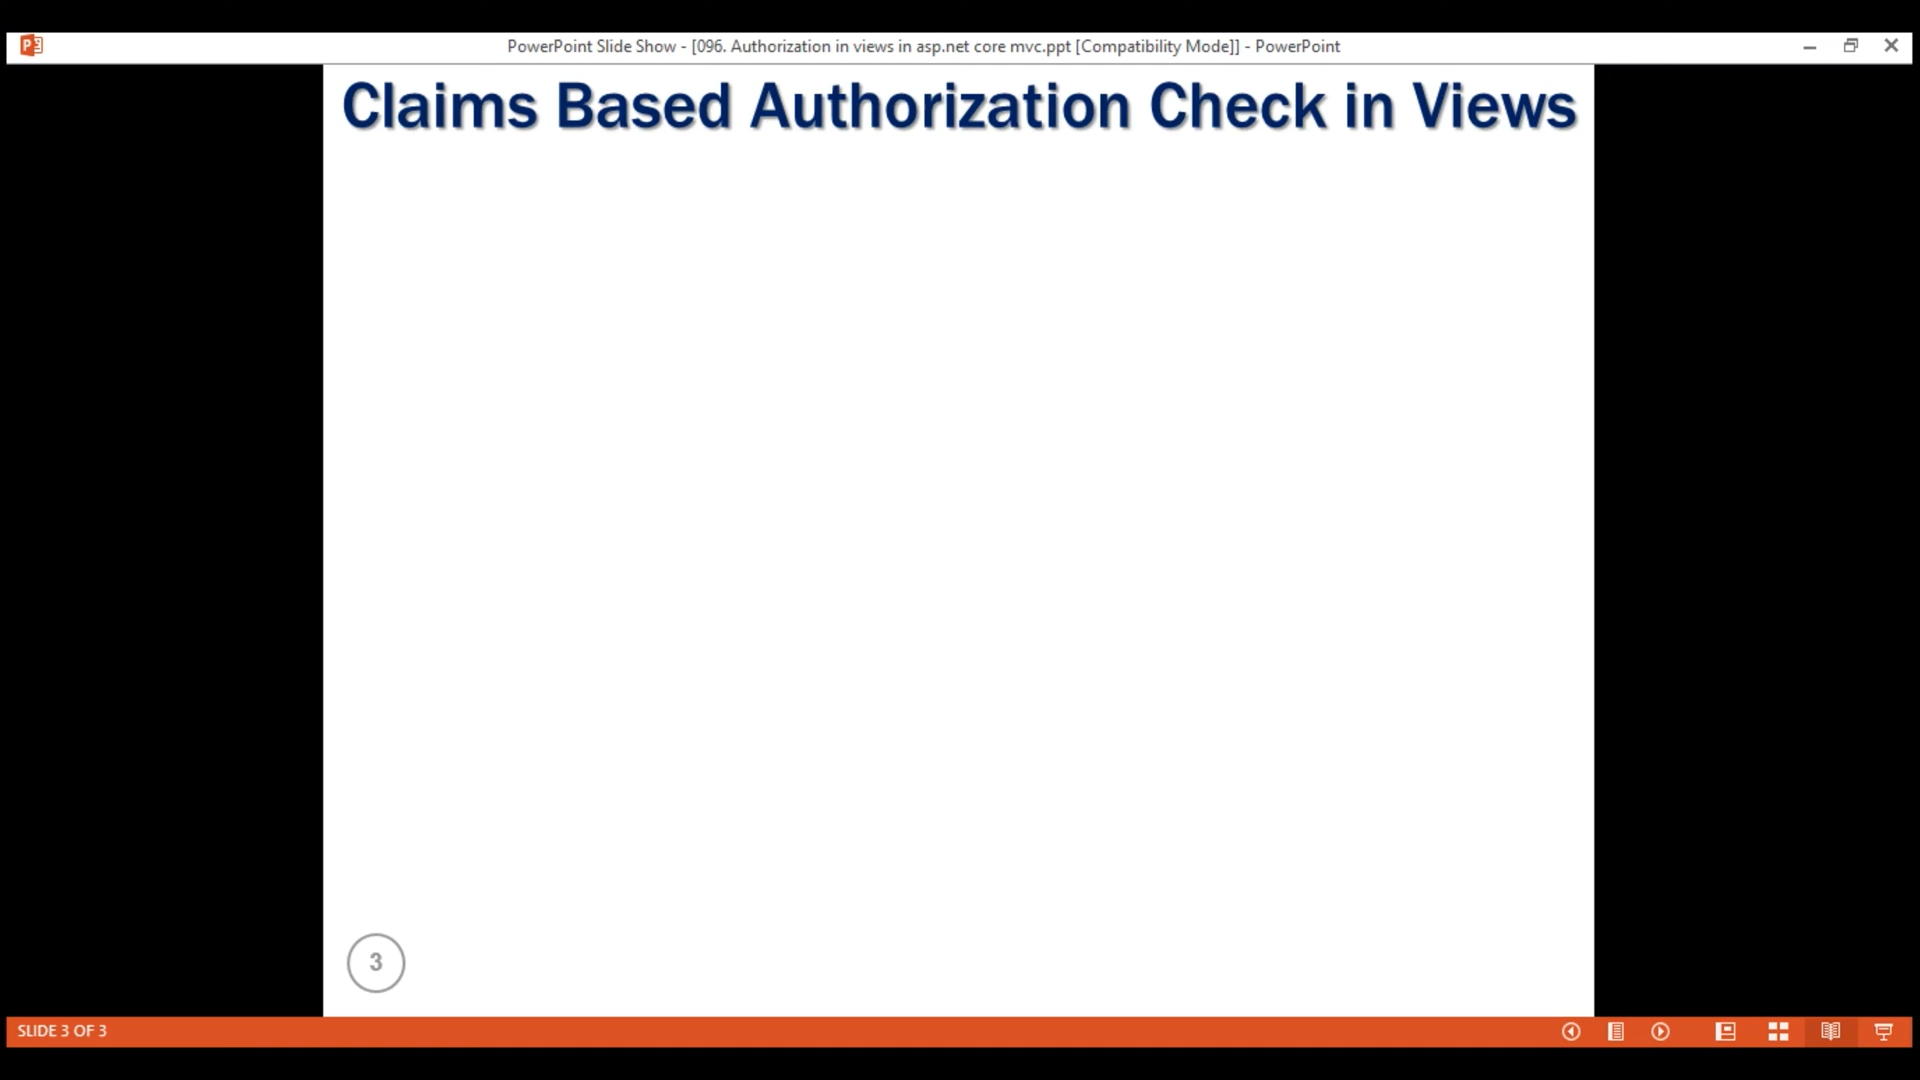 PowerPoint Slide Show - [096. Authorization in views in asp.net core mvc.ppt [Compatibility Mode]] - PowerPoint
Claims Based Authorization Check in Views
3
SLIDE 3 OF 3